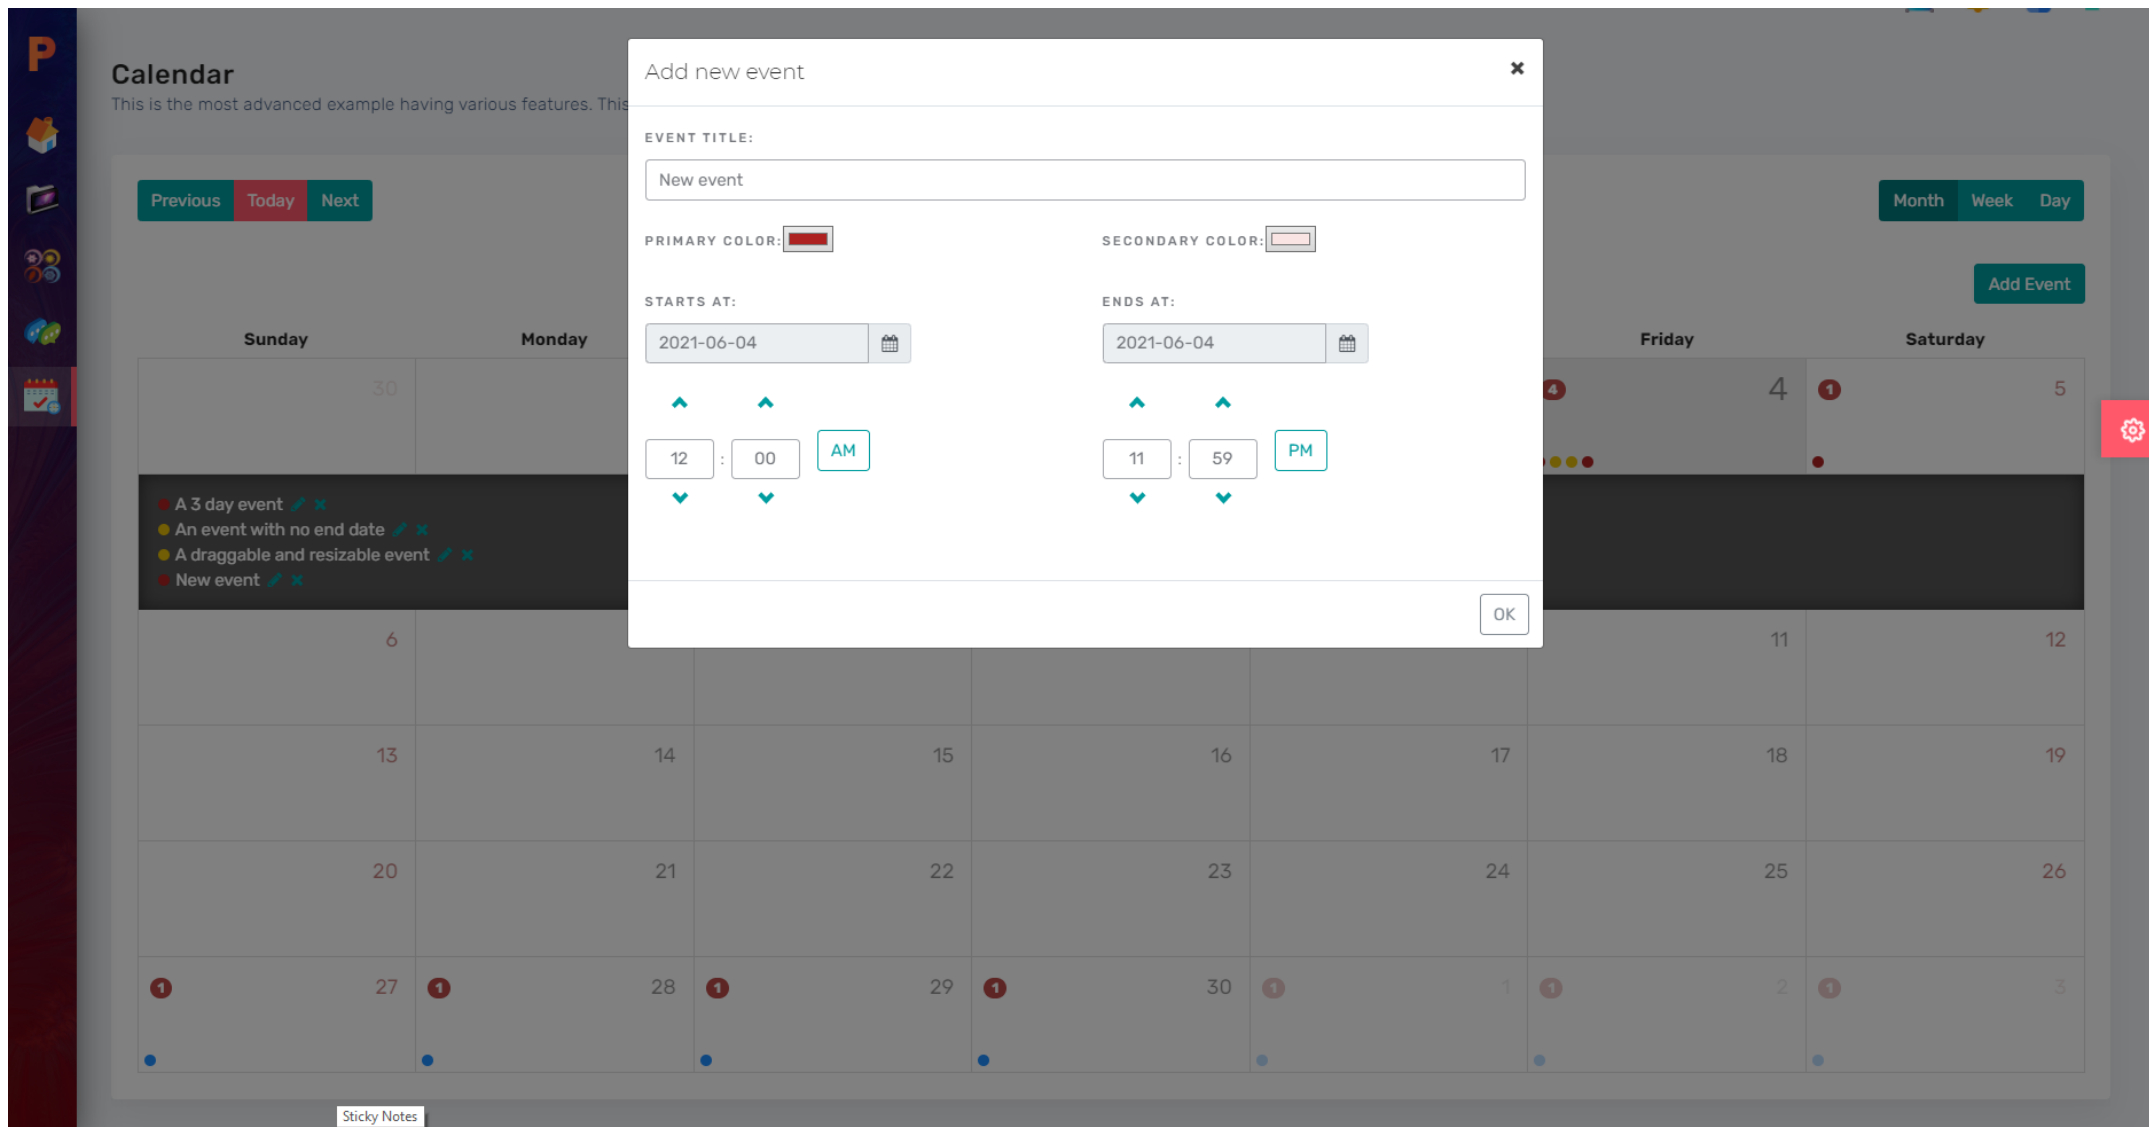 P
Calendar
This is the most advanced example having various features. This
Add new event
EVENT TITLE:
New event
PRIMARY COLOR:
SECONDARY COLOR:
STARTS AT:
ENDS AT:
2021-06-04
2021-06-04
12 : 00 AM
11 : 59 PM
OK
Previous Today Next
Month Week Day
Add Event
Sunday Monday Friday Saturday
30 4 4 1 5
A 3 day event
An event with no end date
A draggable and resizable event
New event
6 11 12
13 14 15 16 17 18 19
20 21 22 23 24 25 26
1 27 1 28 1 29 1 30 1 1 1 2 1 3
Sticky Notes